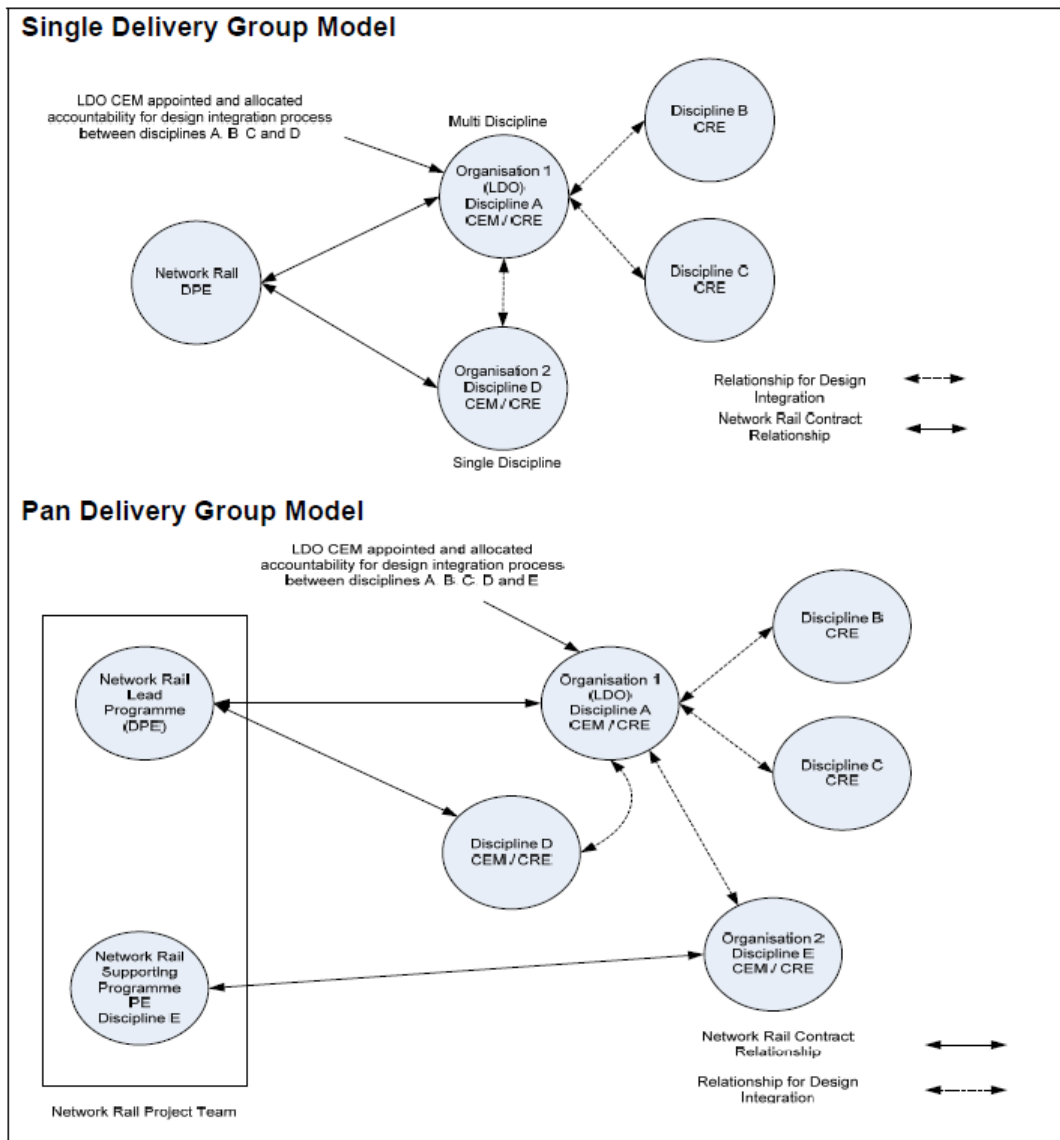 Single Delivery Group Model
LDO CEM appointed and allocated
accountability for design integration process
between disciplines A. B C and D
Multi Discipline
Discipline B
CRE
Organisation 1
(LDO)
Discipline A
CEM / CRE
Network Rail
DPE
Discipline C
CRE
Organisation 2
Discipline D
CEM / CRE
Single Discipline
Relationship for Design
Integration
Network Rail Contract
Relationship
Pan Delivery Group Model
LDO CEM appointed and allocated
accountability for design integration process
between disciplines A. B. C. D and E
Discipline B
CRE
Network Rail
Lead
Programme
(DPE)
Organisation 1
(LDO)
Discipline A
CEM / CRE
Discipline C
CRE
Discipline D
CEM / CRE
Organisation 2
Discipline E
CEM / CRE
Network Rail
Supporting
Programme
PE
Discipline E
Network Rail Contract
Relationship
Relationship for Design
Integration
Network Rail Project Team